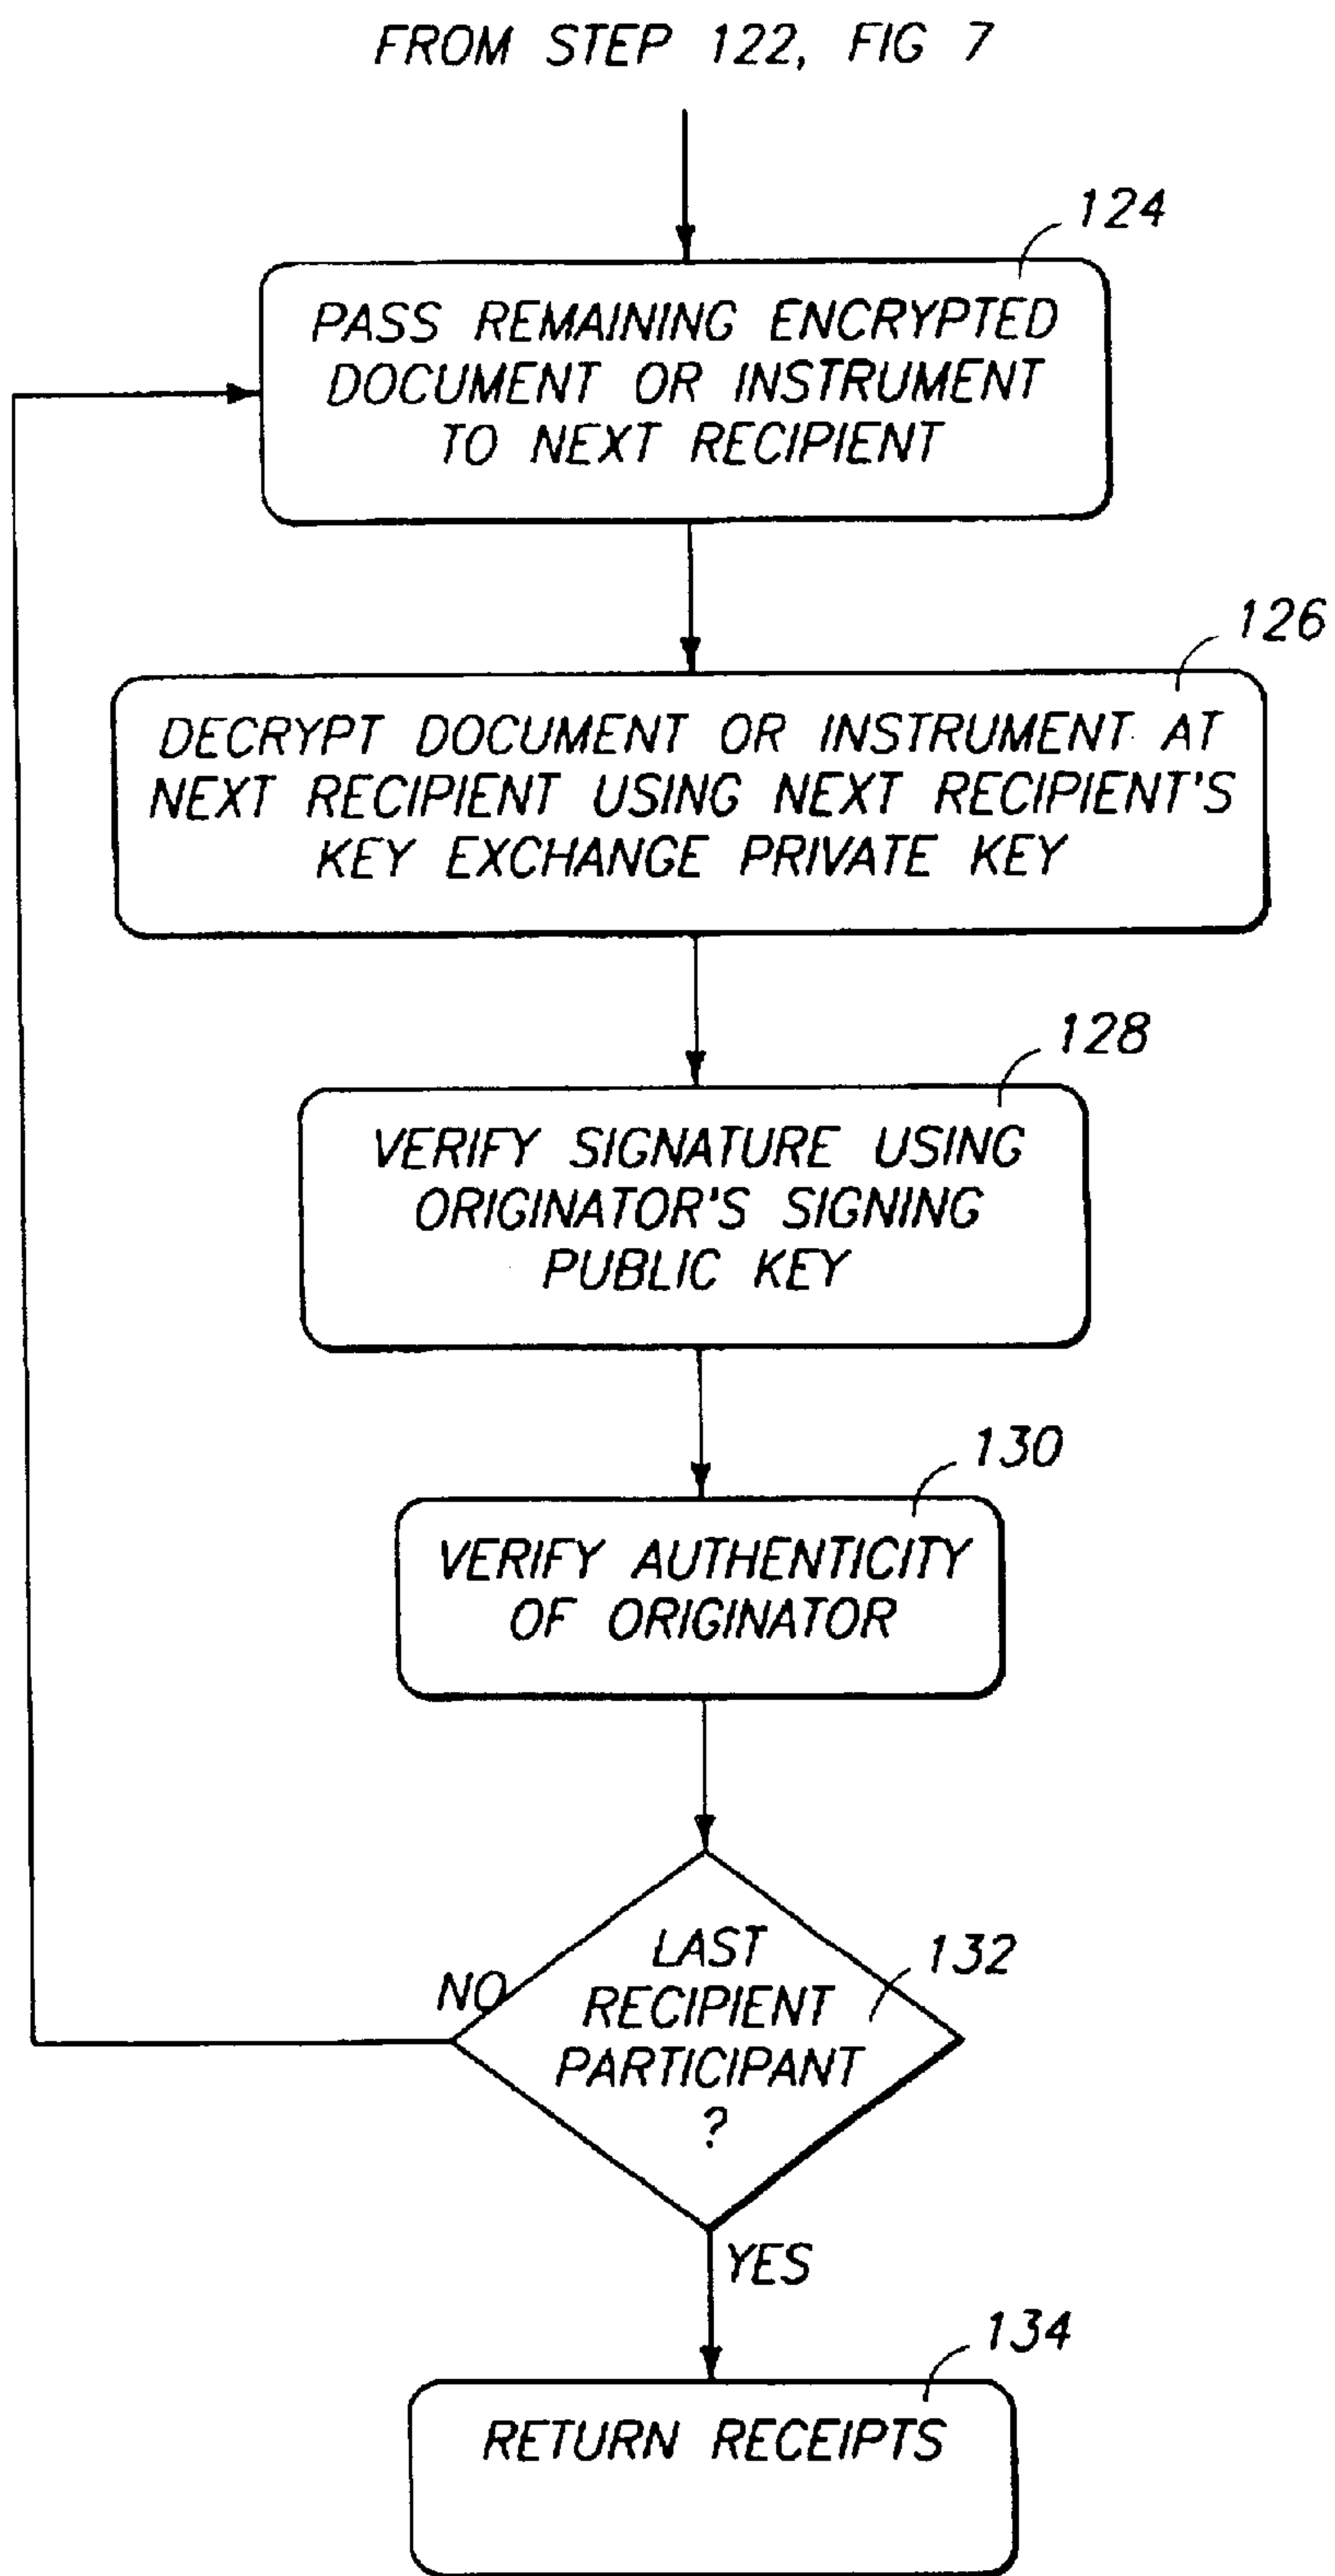 FROM STEP 122, FIG 7
124
PASS REMAINING ENCRYPTED
DOCUMENT OR INSTRUMENT
TO NEXT RECIPIENT
126
DECRYPT DOCUMENT OR INSTRUMENT AT
NEXT RECIPIENT USING NEXT RECIPIENT'S
KEY EXCHANGE PRIVATE KEY
128
VERIFY SIGNATURE USING
ORIGINATOR'S SIGNING
PUBLIC KEY
130
VERIFY AUTHENTICITY
OF ORIGINATOR
132
LAST
RECIPIENT
PARTICIPANT
?
NO
YES
134
RETURN RECEIPTS